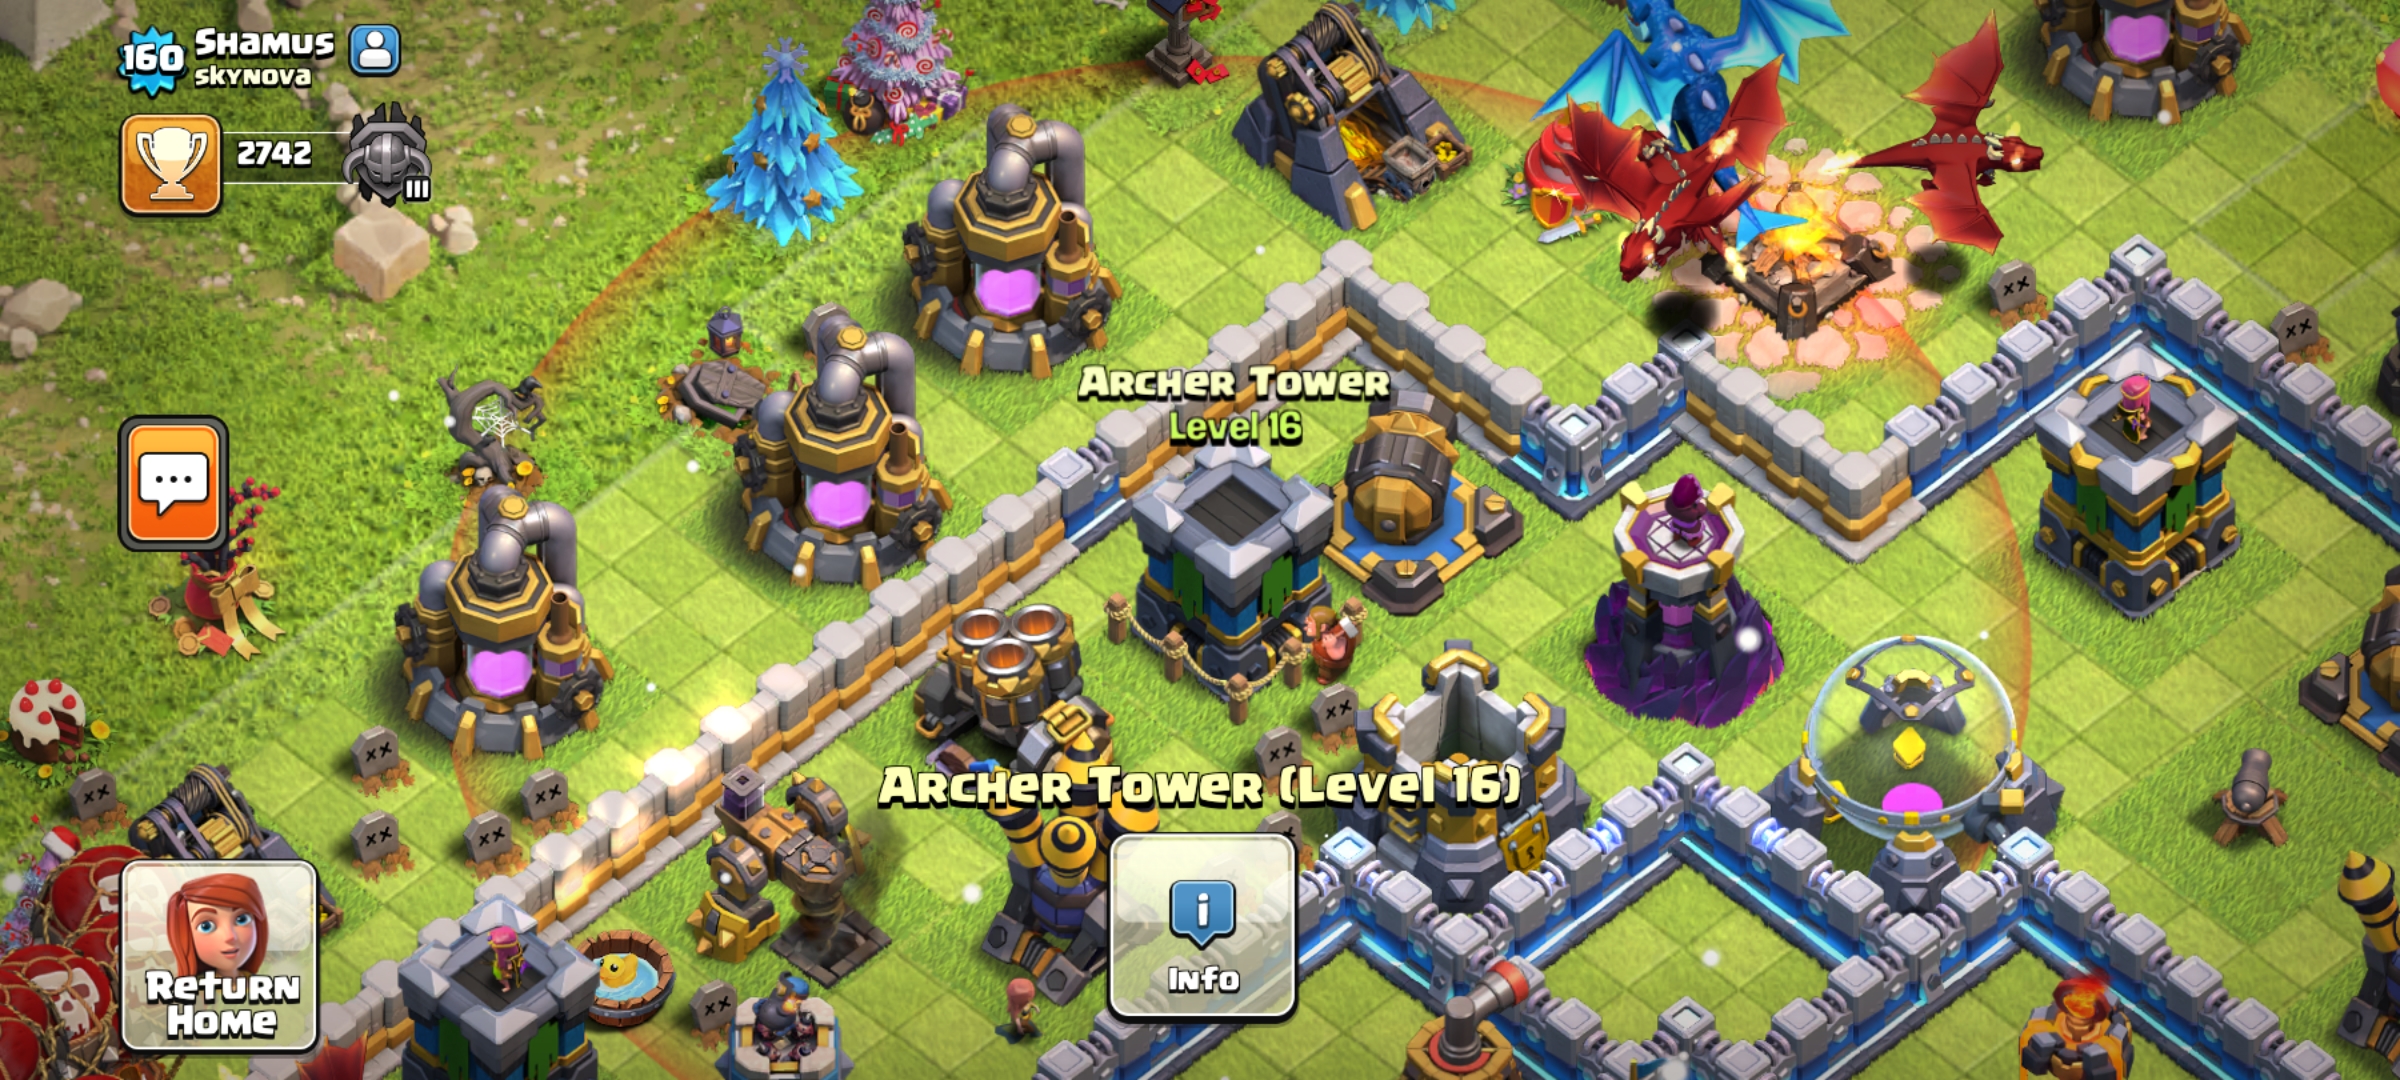 160
Shamus
skynova
2742
III
Archer Tower
Level 16
Archer Tower (Level 16)
Return
Home
Info